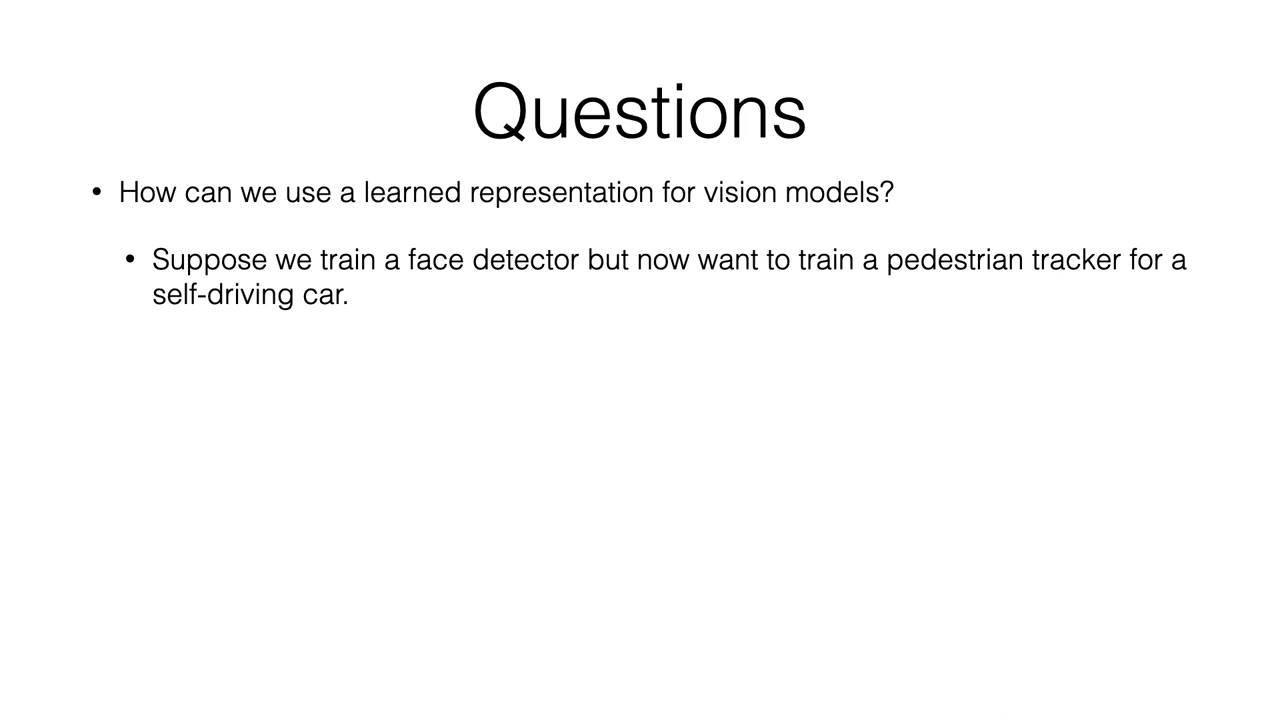 Questions
• How can we use a learned representation for vision models?
• Suppose we train a face detector but now want to train a pedestrian tracker for a
self-driving car.